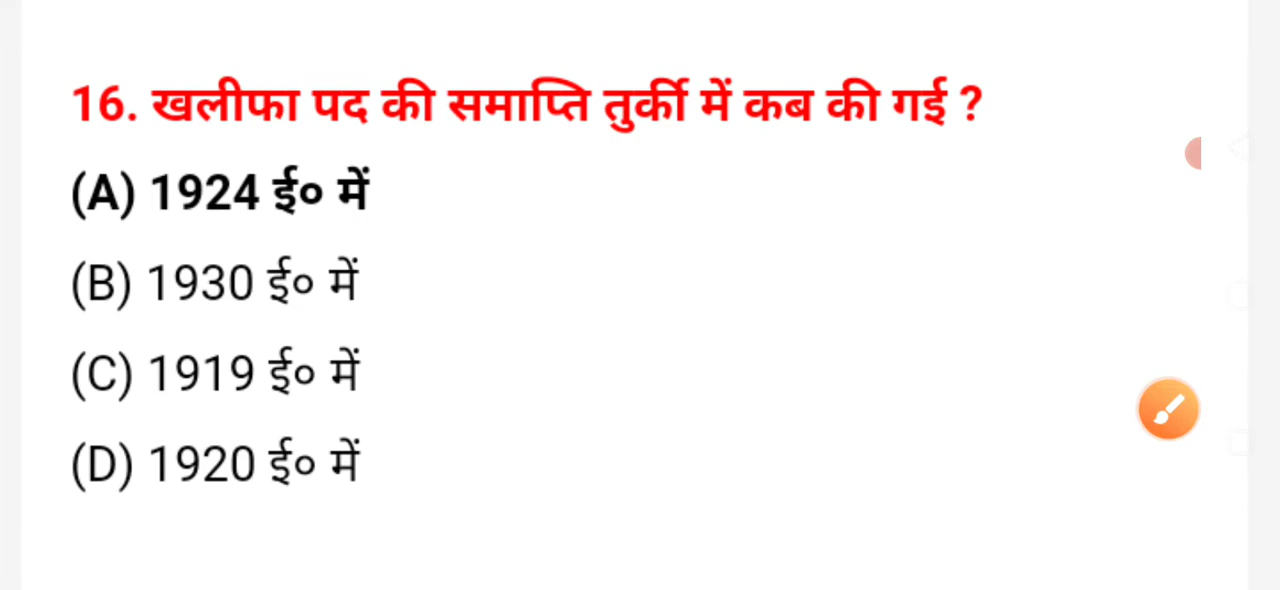 16. खलीफा पद की समाप्ति तुर्की में कब की गई ?
(A) 1924 ई० में
(B) 1930 ई० में
(C) 1919 ई० में
(D) 1920 ई० में